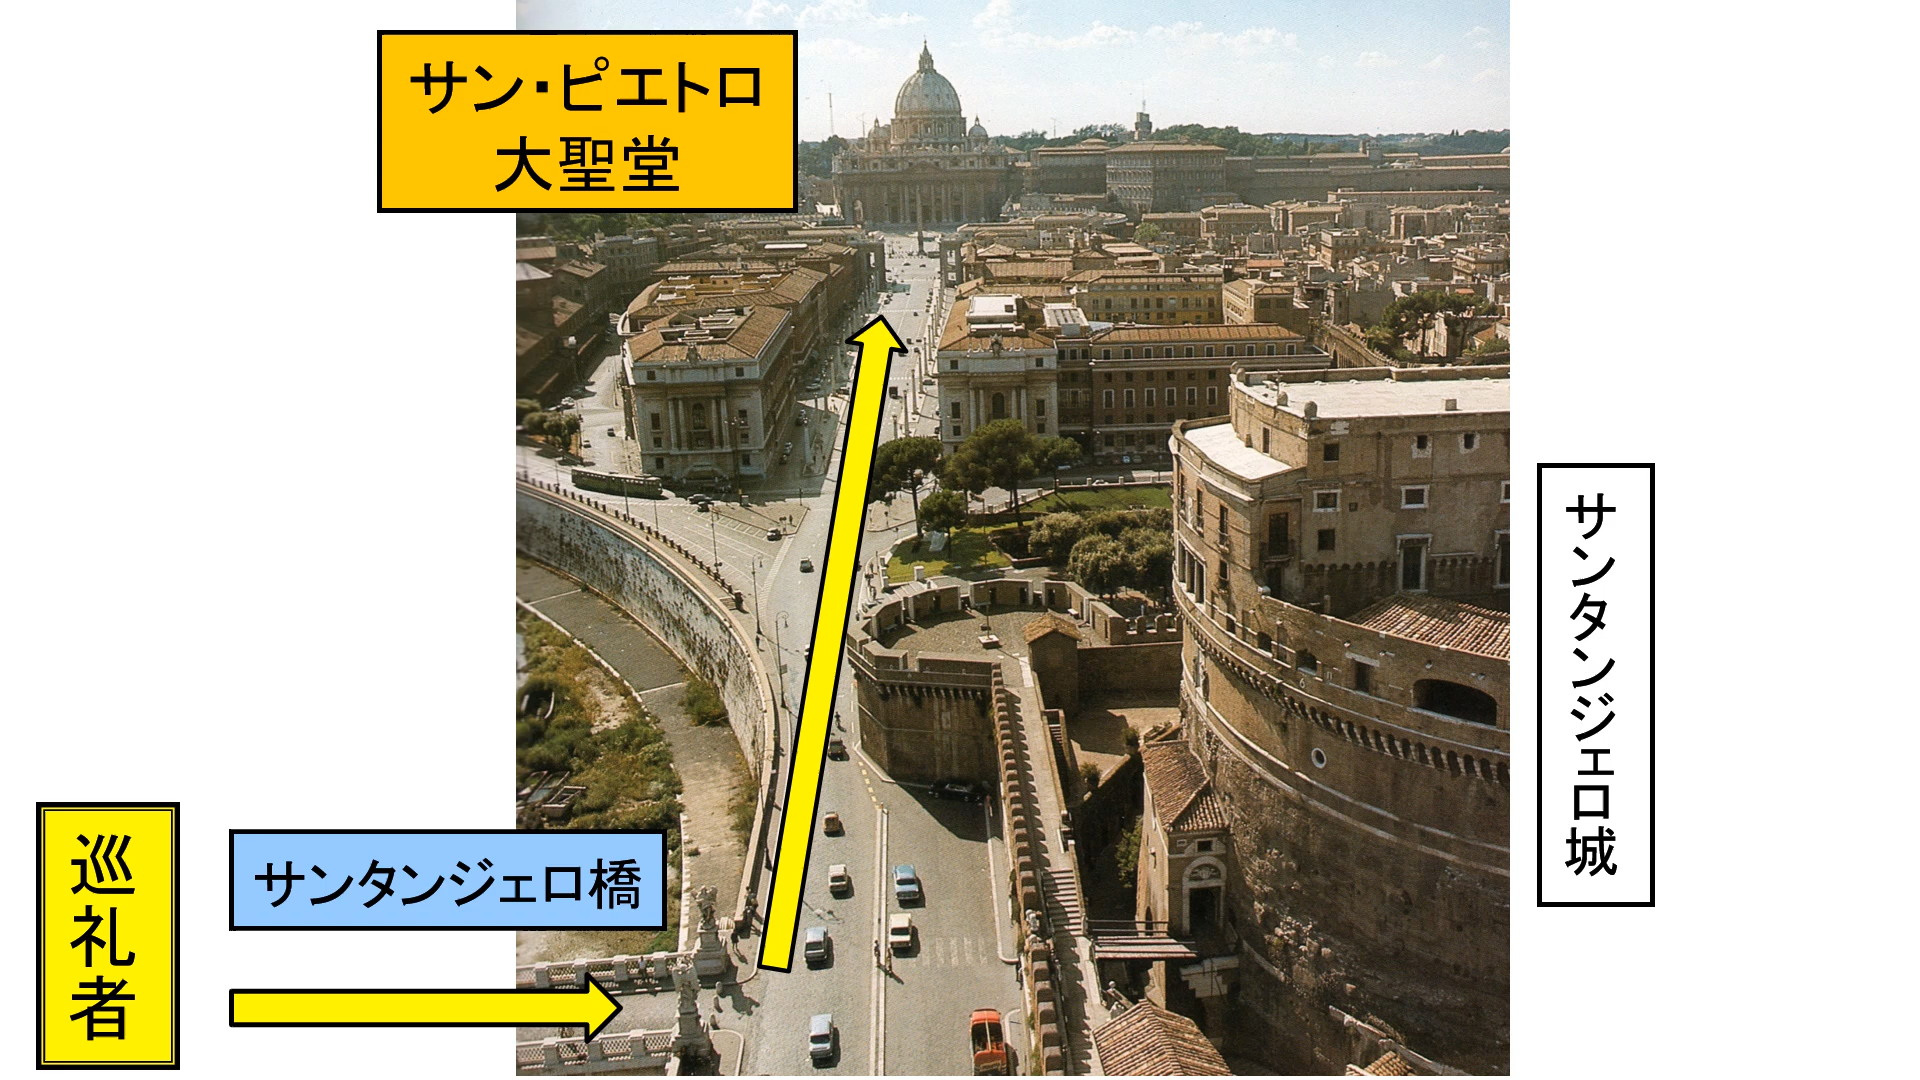 サン・ピエトロ
大聖堂
サンタンジェロ城
巡礼者
サンタンジェロ橋